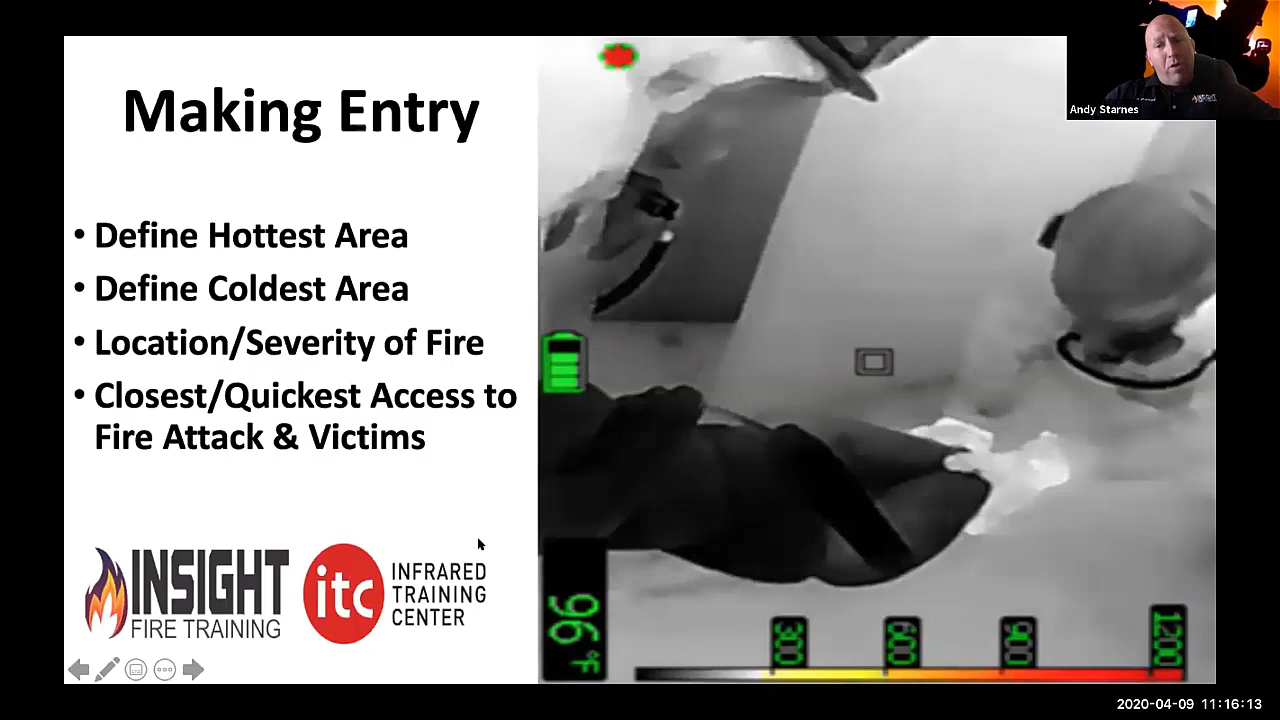 Making Entry
• Define Hottest Area
• Define Coldest Area
• Location/Severity of Fire
• Closest/Quickest Access to
Fire Attack & Victims
INSIGHT
FIRE TRAINING
itc
INFRARED
TRAINING
CENTER
96 °F
300
600
900
1200
INSIGHT
Andy Starnes
2020-04-09 11:16:13